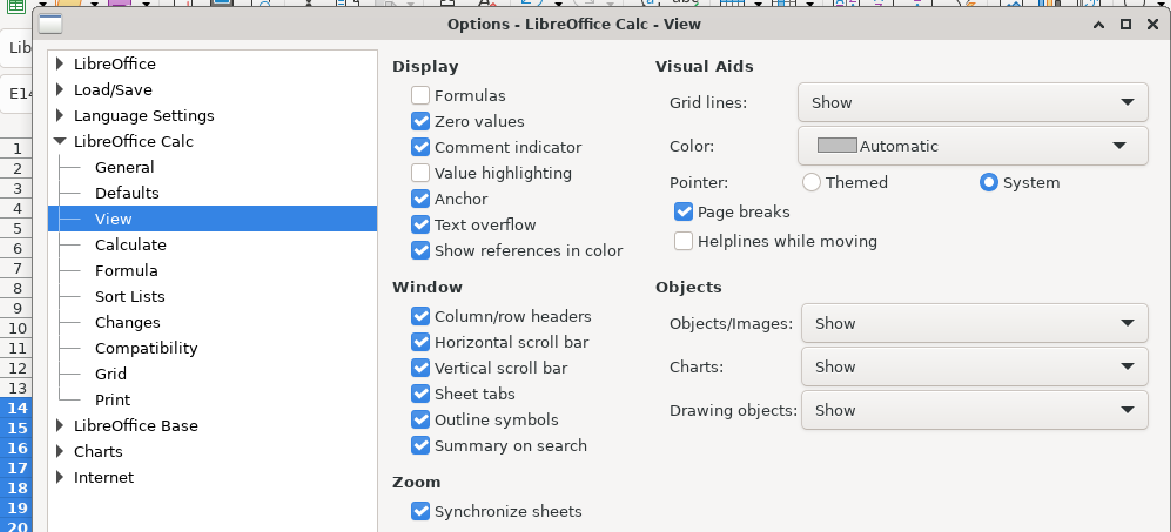 Options - LibreOffice Calc - View
Lib
E14
1
2
3
4
5
6
7
8
9
10
11
12
13
14
15
16
17
18
19
20
LibreOffice
Load/Save
Language Settings
LibreOffice Calc
General
Defaults
View
Calculate
Formula
Sort Lists
Changes
Compatibility
Grid
Print
LibreOffice Base
Charts
Internet
Display
Formulas
Zero values
Comment indicator
Value highlighting
Anchor
Text overflow
Show references in color
Window
Column/row headers
Horizontal scroll bar
Vertical scroll bar
Sheet tabs
Outline symbols
Summary on search
Zoom
Synchronize sheets
Visual Aids
Grid lines: Show
Color: Automatic
Pointer: Themed System
Page breaks
Helplines while moving
Objects
Objects/Images: Show
Charts: Show
Drawing objects: Show